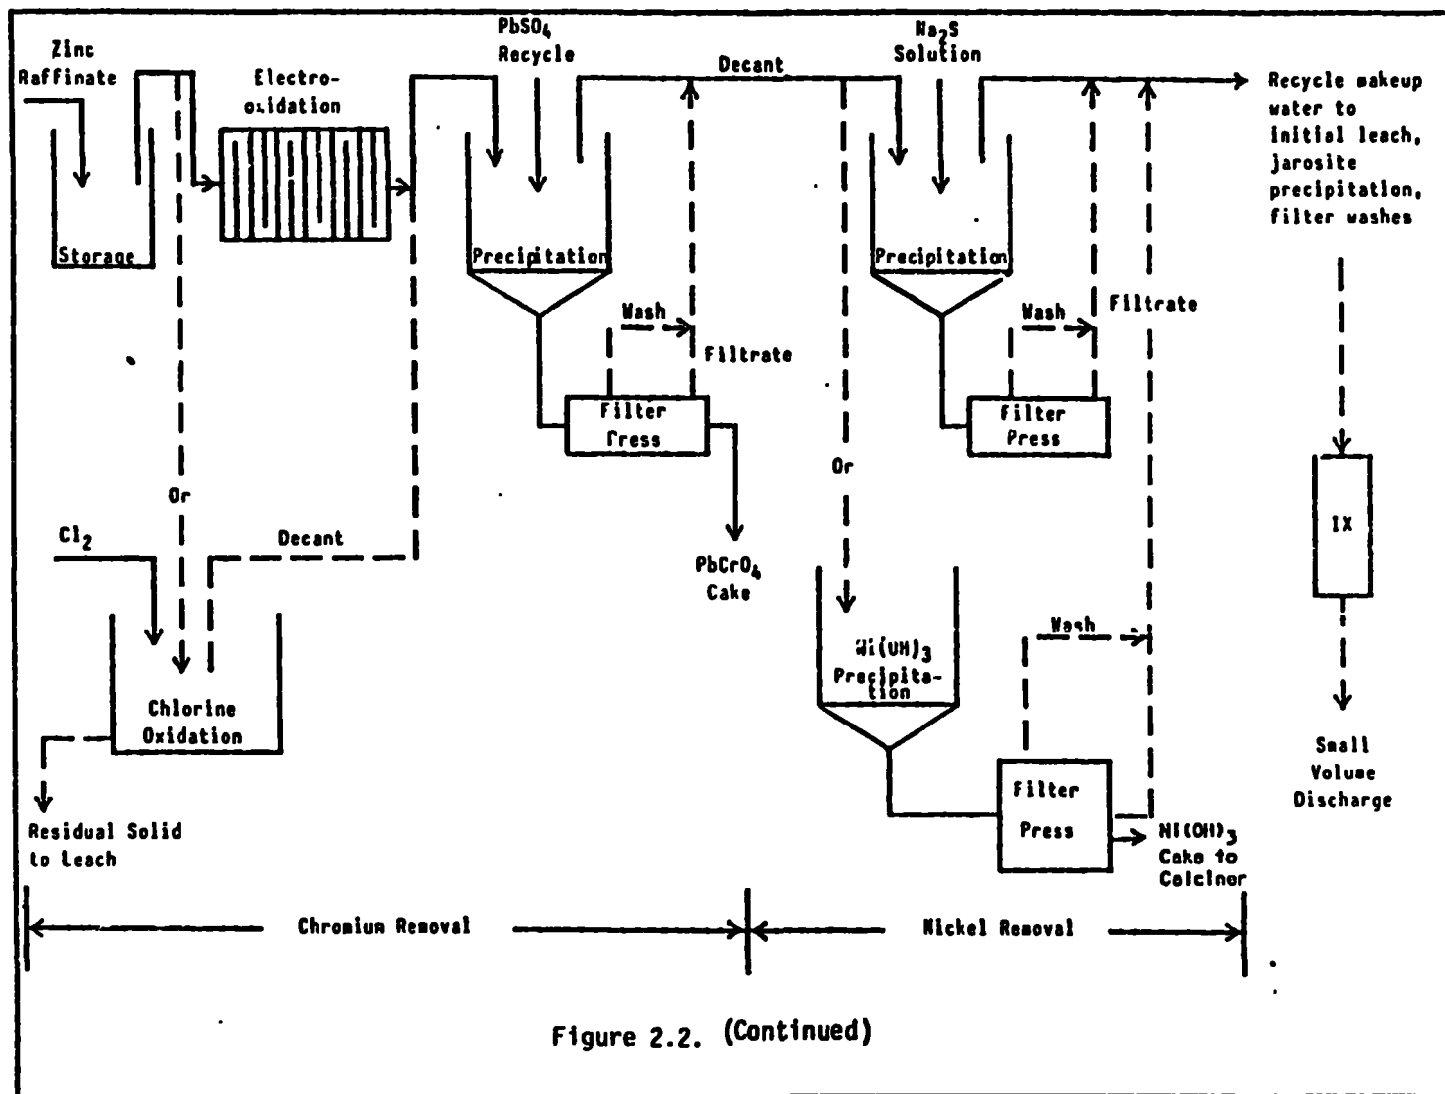 Zinc
Raffinate
Electro-
oxidation
PbSO4
Recycle
Decant
Na2S
Solution
Recycle makeup
water to
initial leach,
jarosite
precipitation,
filter washes
Storage
Precipitation
Precipitation
Wash
Filtrate
Wash
Filtrate
Filter
Press
Filter
Press
Or
Or
IX
Cl2
Decant
PbCrO4
Cake
Chlorine
Oxidation
Ni(OH)3
Precipita-
tion
Wash
Filter
Press
Ni(OH)3
Cake to
Calciner
Small
Volume
Discharge
Residual Solid
to Leach
Chromium Removal
Nickel Removal
Figure 2.2. (Continued)